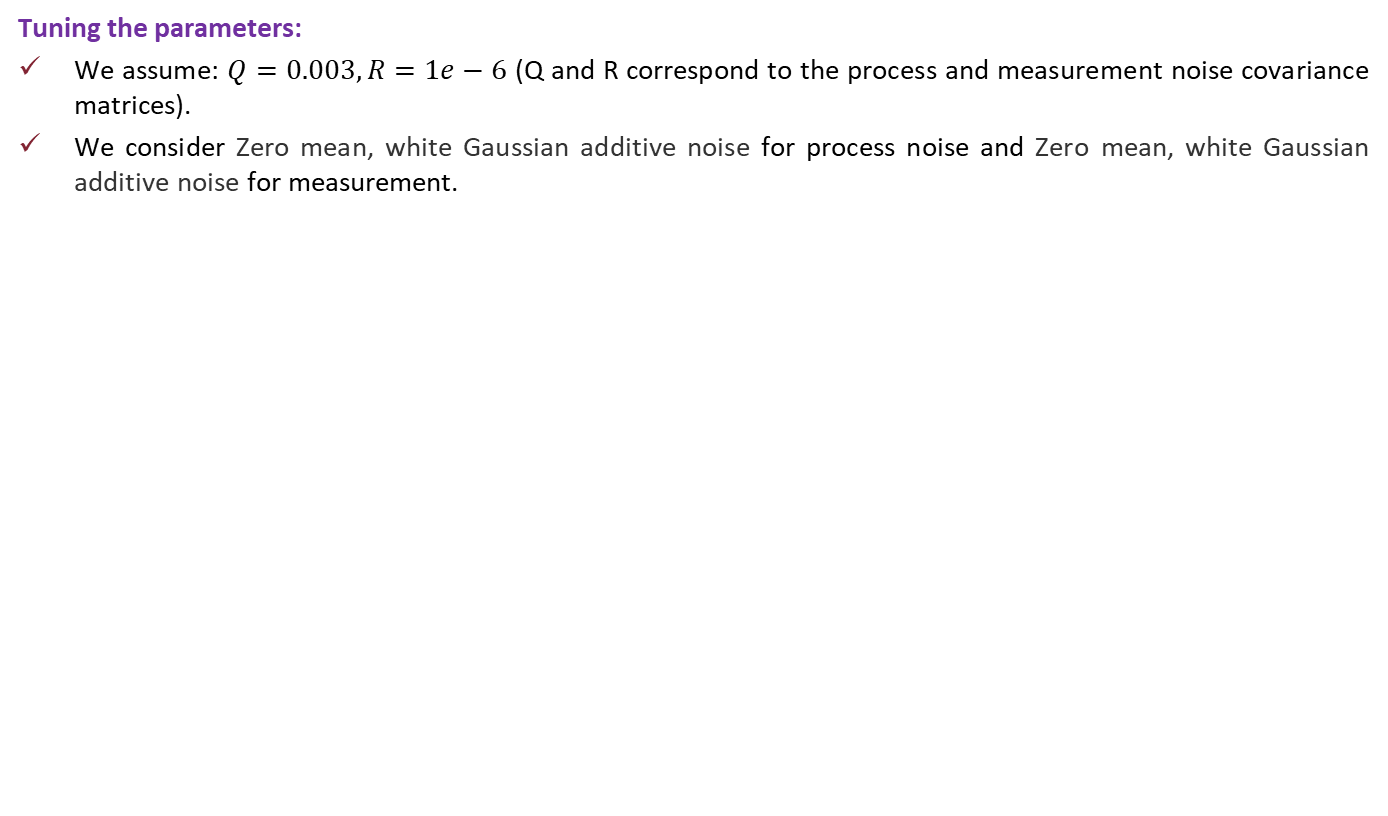 Tuning the parameters:
✓ We assume: Q = 0.003, R = 1e − 6 (Q and R correspond to the process and measurement noise covariance
matrices).
✓ We consider Zero mean, white Gaussian additive noise for process noise and Zero mean, white Gaussian
additive noise for measurement.